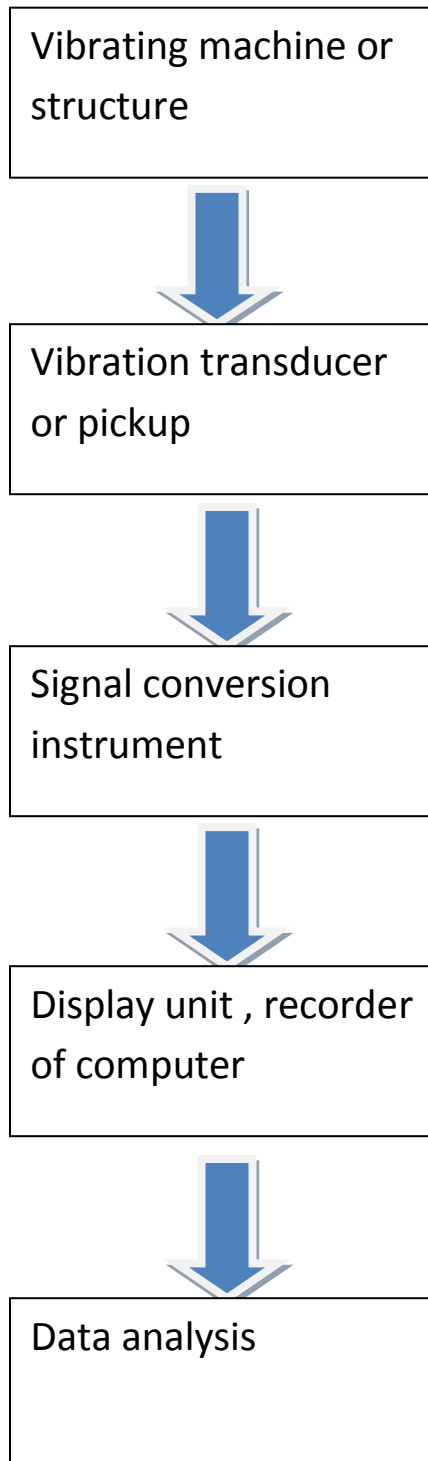 Vibrating machine or
structure
Vibration transducer
or pickup
Signal conversion
instrument
Display unit , recorder
of computer
Data analysis